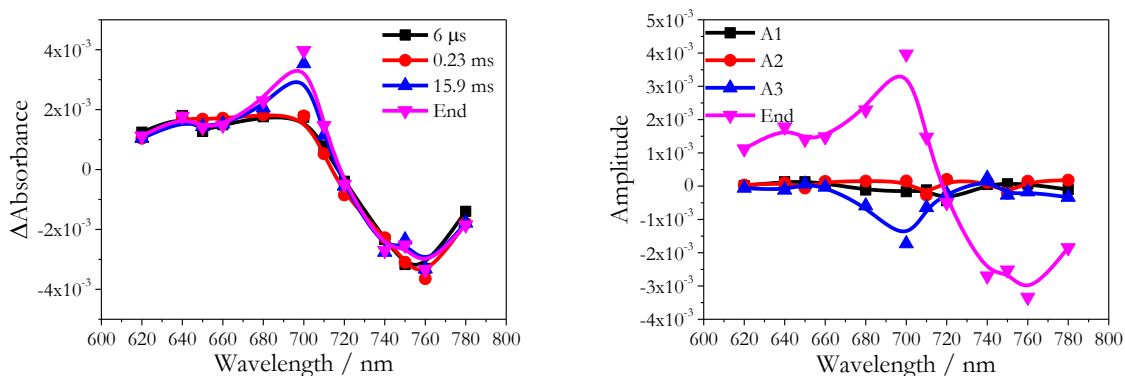 4x10-3
2x10-3
0
-2x10-3
-4x10-3
ΔAbsorbance
600 620 640 660 680 700 720 740 760 780 800
Wavelength / nm
6 μs
0.23 ms
15.9 ms
End
5x10-3
4x10-3
3x10-3
2x10-3
1x10-3
0
-1x10-3
-2x10-3
-3x10-3
-4x10-3
Amplitude
600 620 640 660 680 700 720 740 760 780 800
Wavelength / nm
A1
A2
A3
End